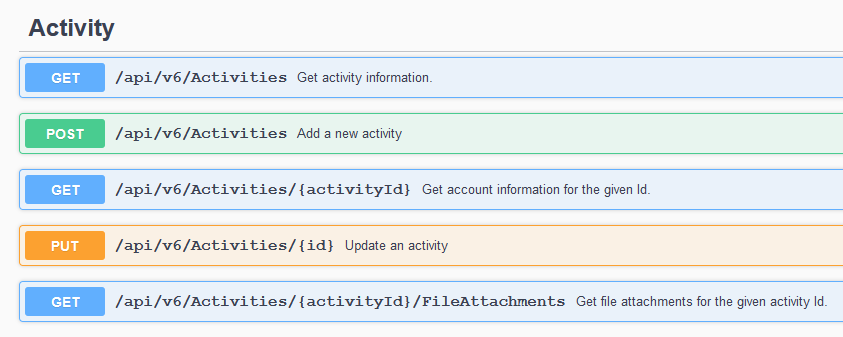 Activity
GET /api/v6/Activities Get activity information.
POST /api/v6/Activities Add a new activity
GET /api/v6/Activities/{activityId} Get account information for the given Id.
PUT /api/v6/Activities/{id} Update an activity
GET /api/v6/Activities/{activityId}/FileAttachments Get file attachments for the given activity Id.